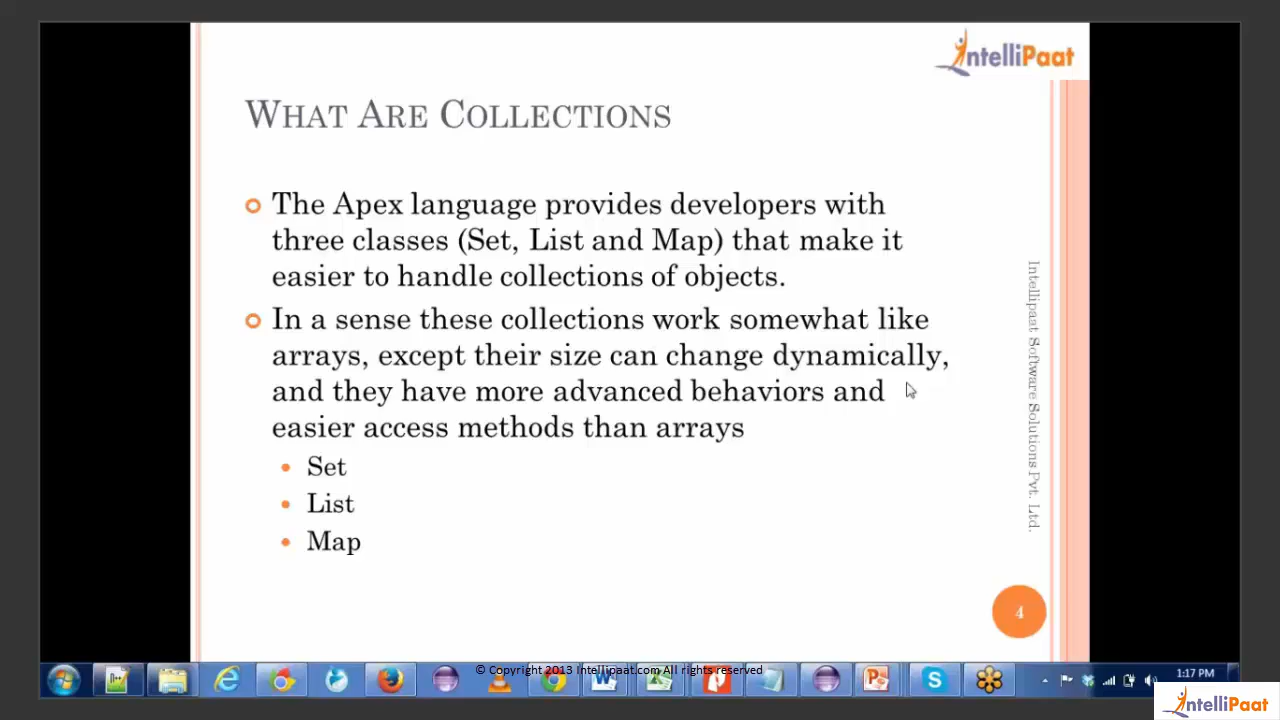 IntelliPaat
WHAT ARE COLLECTIONS
The Apex language provides developers with
three classes (Set, List and Map) that make it
easier to handle collections of objects.
In a sense these collections work somewhat like
arrays, except their size can change dynamically,
and they have more advanced behaviors and
easier access methods than arrays
Set
List
Map
Intellipaat Software Solutions Pvt. Ltd.
4
© Copyright 2013 Intellipaat.com All rights reserved
1:17 PM
IntelliPaat